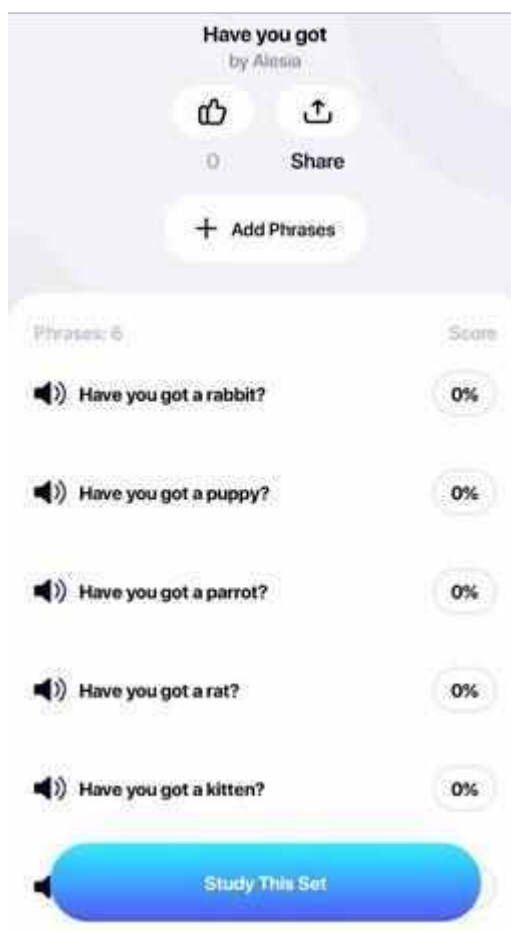 Have you got
by Alesia
0
Share
+ Add Phrases
Phrases: 6
Score
Have you got a rabbit?
0%
Have you got a puppy?
0%
Have you got a parrot?
0%
Have you got a rat?
0%
Have you got a kitten?
0%
Study This Set